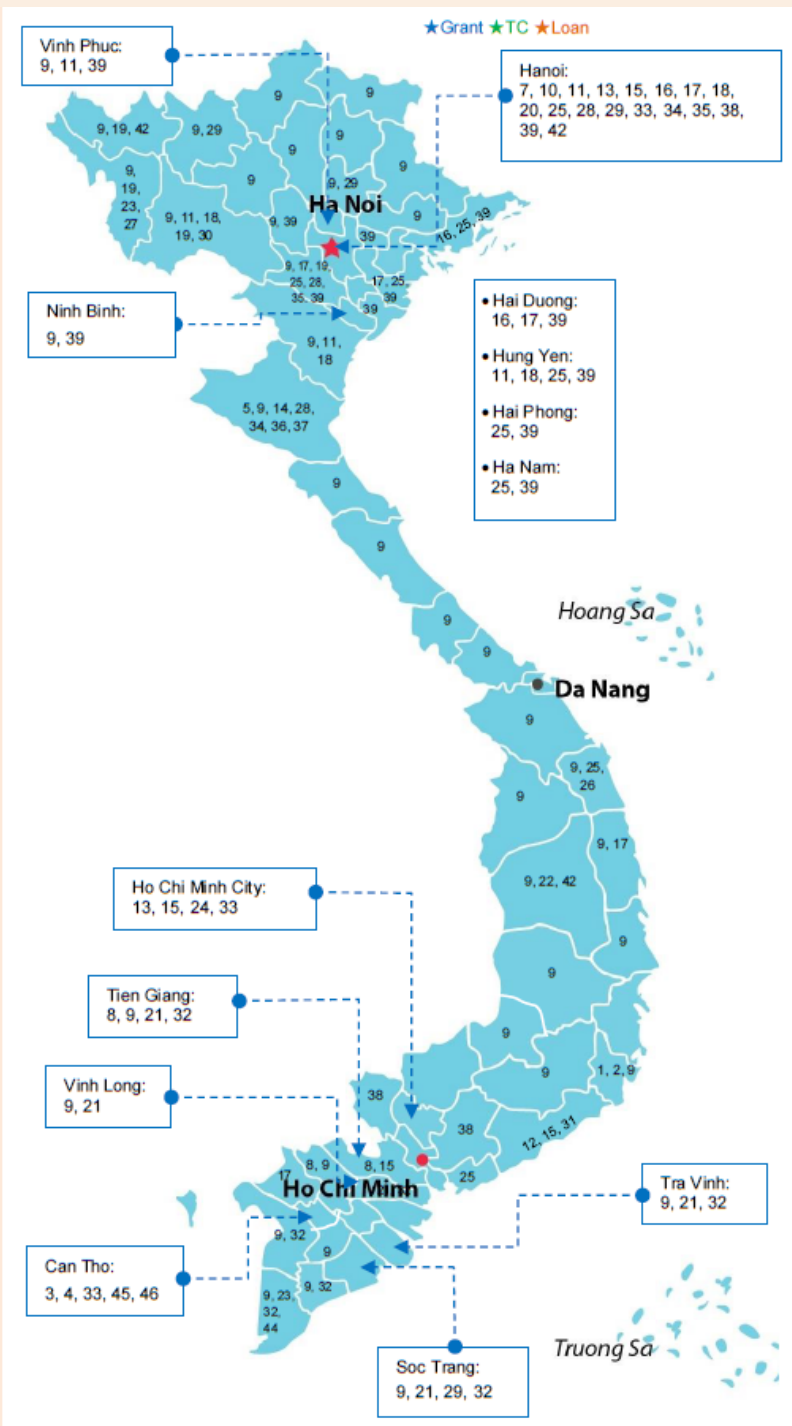 ★Grant ★TC ★Loan
Vinh Phuc:
9, 11, 39
Hanoi:
7, 10, 11, 13, 15, 16, 17, 18,
20, 25, 28, 29, 33, 34, 35, 38,
39, 42
9
9
9, 19, 42
9, 29
9
9
9
9,
19,
23,
27
9
9, 29
9, 11, 18,
19, 30
9, 39
Ha Noi
9
16, 25, 39
39
9, 17, 19,
25, 28,
35, 39
17, 25,
39
39
Ninh Binh:
9, 39
9, 11,
18
• Hai Duong:
16, 17, 39
• Hung Yen:
11, 18, 25, 39
• Hai Phong:
25, 39
• Ha Nam:
25, 39
5, 9, 14, 28,
34, 36, 37
9
9
Hoang Sa
9
9
Da Nang
9
9, 25,
26
9
9, 17
9, 22, 42
Ho Chi Minh City:
13, 15, 24, 33
9
9
Tien Giang:
8, 9, 21, 32
9
9
1, 2, 9
Vinh Long:
9, 21
38
38
12, 15, 31
8, 9
8, 15
17
25
Ho Chi Minh
Tra Vinh:
9, 21, 32
9, 32
9
Can Tho:
3, 4, 33, 45, 46
9, 32
9, 23,
32,
44
Truong Sa
Soc Trang:
9, 21, 29, 32